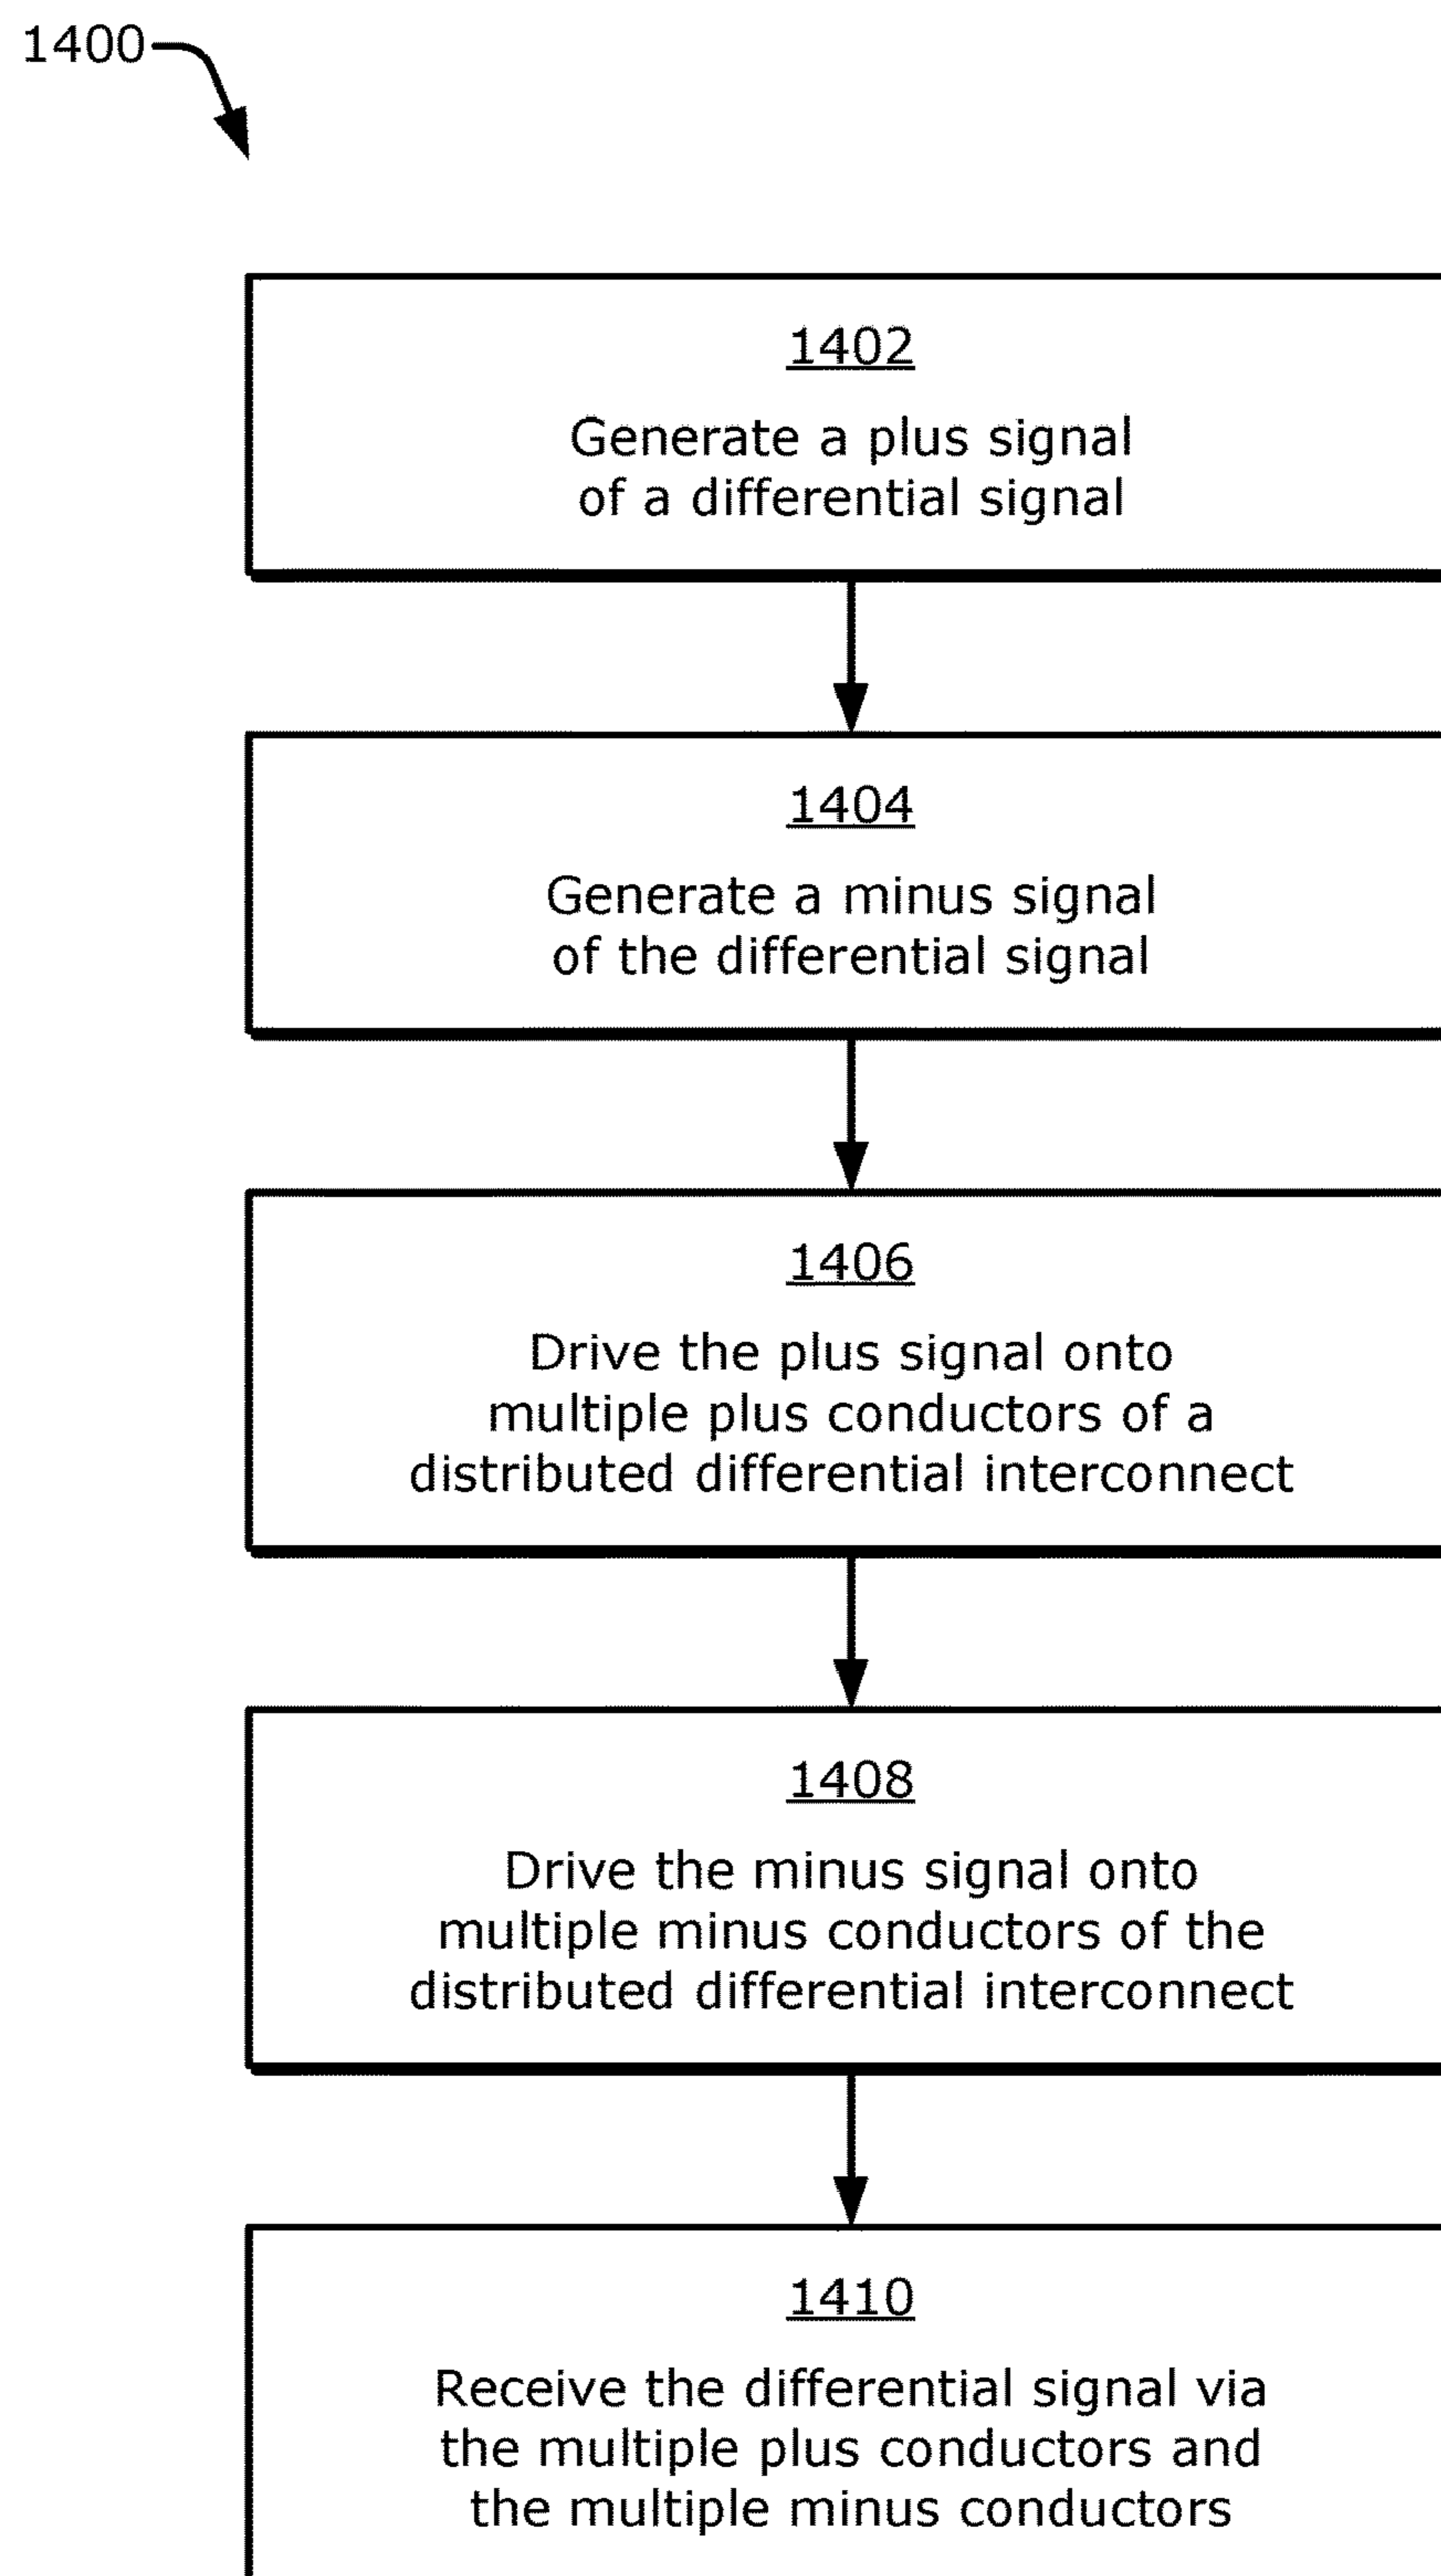 1400
1402
Generate a plus signal
of a differential signal
1404
Generate a minus signal
of the differential signal
1406
Drive the plus signal onto
multiple plus conductors of a
distributed differential interconnect
1408
Drive the minus signal onto
multiple minus conductors of the
distributed differential interconnect
1410
Receive the differential signal via
the multiple plus conductors and
the multiple minus conductors